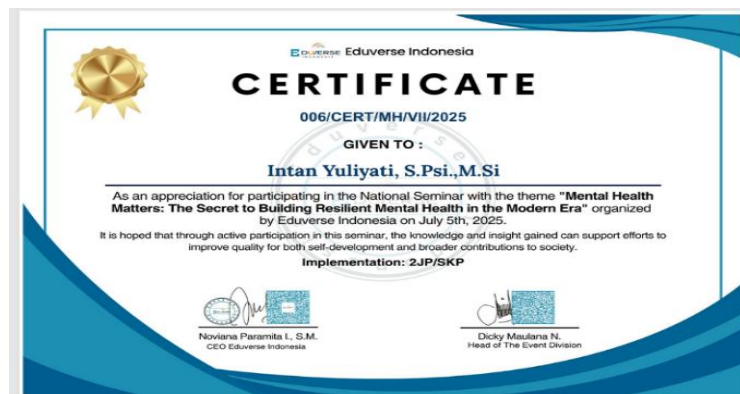 EDUVERSE Eduverse Indonesia
INDONESIA
CERTIFICATE
006/CERT/MH/VII/2025
GIVEN TO :
Intan Yuliyati, S.Psi.,M.Si
As an appreciation for participating in the National Seminar with the theme "Mental Health
Matters: The Secret to Building Resilient Mental Health in the Modern Era" organized
by Eduverse Indonesia on July 5th, 2025.
It is hoped that through active participation in this seminar, the knowledge and insight gained can support efforts to
improve quality for both self-development and broader contributions to society.
Implementation: 2JP/SKP
Noviana Paramita I., S.M.
CEO Eduverse Indonesia
Dicky Maulana N.
Head of The Event Division